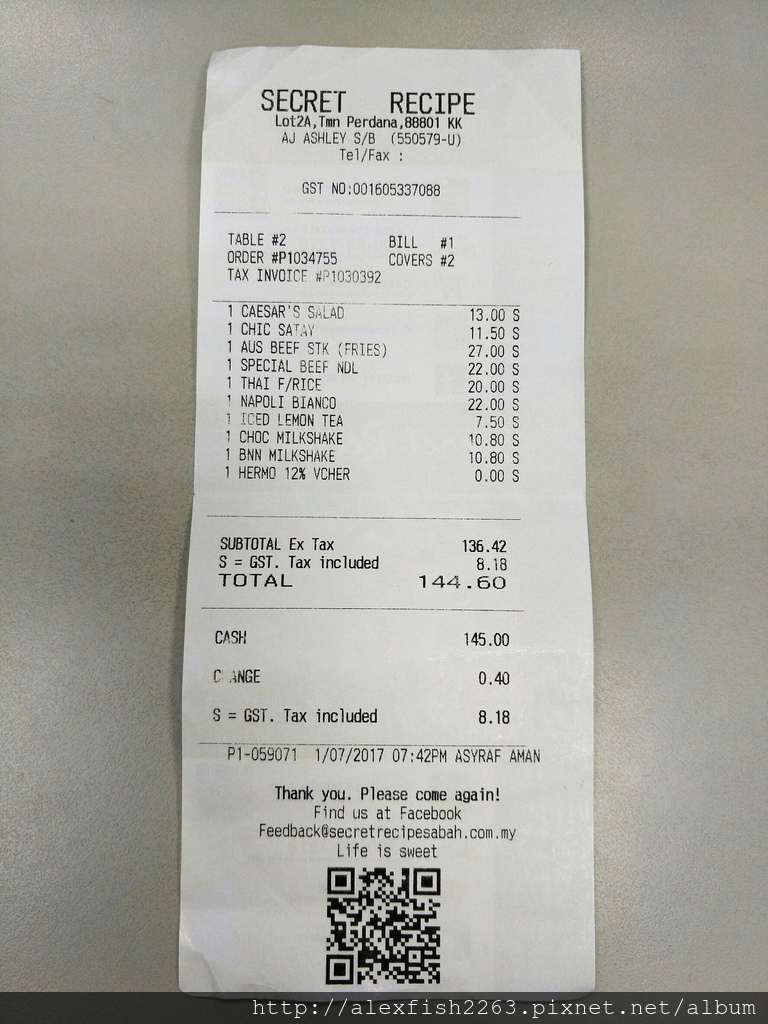 SECRET RECIPE
Lot2A,Tmn Perdana,88801 KK
AJ ASHLEY S/B (550579-U)
Tel/Fax :
GST NO:001605337088
TABLE #2 BILL #1
ORDER #P1034755 COVERS #2
TAX INVOICE #P1030392
1 CAESAR'S SALAD 13.00 S
1 CHIC SATAY 11.50 S
1 AUS BEEF STK (FRIES) 27.00 S
1 SPECIAL BEEF NDL 22.00 S
1 THAI F/RICE 20.00 S
1 NAPOLI BIANCO 22.00 S
1 ICED LEMON TEA 7.50 S
1 CHOC MILKSHAKE 10.80 S
1 BNN MILKSHAKE 10.80 S
1 HERMO 12% VCHER 0.00 S
SUBTOTAL Ex Tax 136.42
S = GST. Tax included 8.18
TOTAL 144.60
CASH 145.00
CHANGE 0.40
S = GST. Tax included 8.18
P1-059071 1/07/2017 07:42PM ASYRAF AMAN
Thank you. Please come again!
Find us at Facebook
Feedback@secretrecipesabah.com.my
Life is sweet
http://alexfish2263.pixnet.net/album